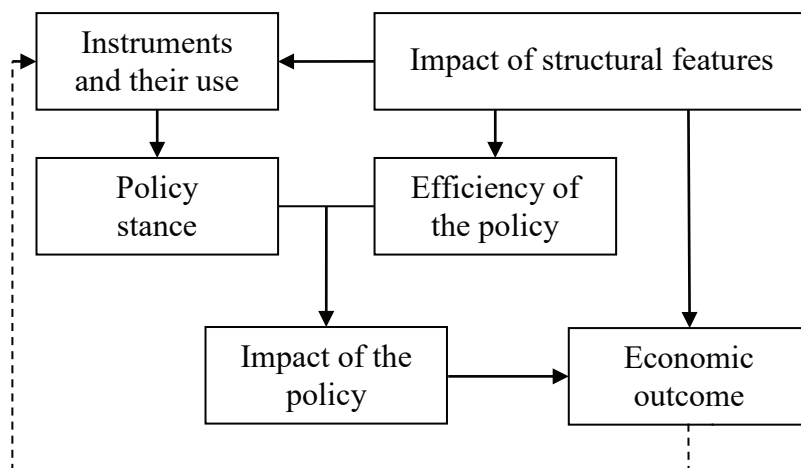 Instruments
and their use
Impact of structural features
Policy
stance
Efficiency of
the policy
Impact of the
policy
Economic
outcome